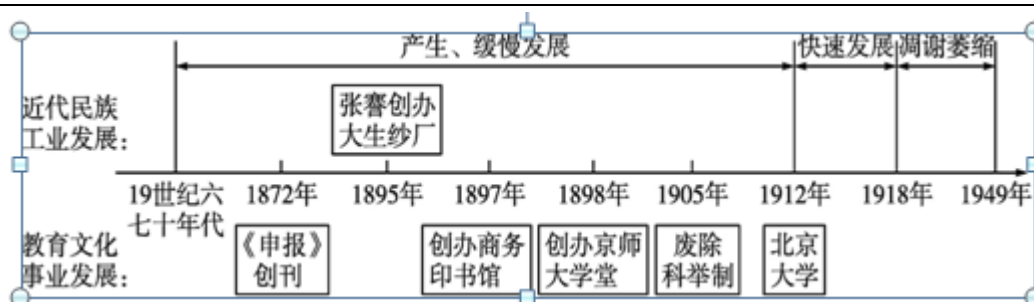 产生、缓慢发展
快速发展
凋谢萎缩
近代民族
工业发展：
张謇创办
大生纱厂
19世纪六
七十年代
1872年
1895年
1897年
1898年
1905年
1912年
1918年
1949年
教育文化
事业发展：
《申报》
创刊
创办商务
印书馆
创办京师
大学堂
废除
科举制
北京
大学